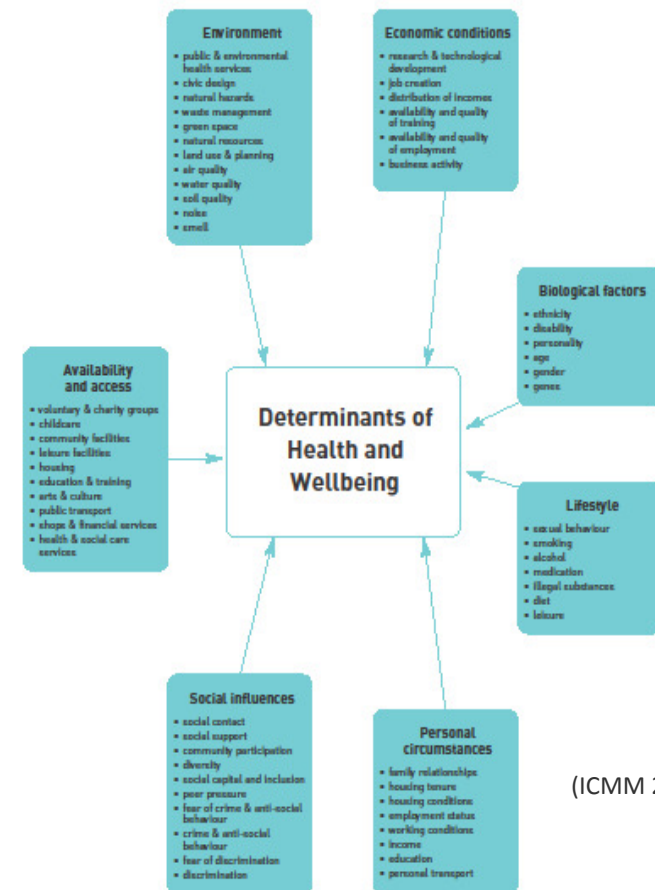 Environment
▪ public & environmental
health services
▪ civic design
▪ natural hazards
▪ waste management
▪ green space
▪ natural resources
▪ land use & planning
▪ air quality
▪ water quality
▪ soil quality
▪ noise
▪ smell
Economic conditions
▪ research & technological
development
▪ job creation
▪ distribution of incomes
▪ availability and quality
of training
▪ availability and quality
of employment
▪ business activity
Biological factors
▪ ethnicity
▪ disability
▪ personality
▪ age
▪ gender
▪ genes
Availability
and access
▪ voluntary & charity groups
▪ childcare
▪ community facilities
▪ leisure facilities
▪ housing
▪ education & training
▪ arts & culture
▪ public transport
▪ shops & financial services
▪ health & social care
services
Determinants of
Health and
Wellbeing
Lifestyle
▪ sexual behaviour
▪ smoking
▪ alcohol
▪ medication
▪ illegal substances
▪ diet
▪ leisure
Social influences
▪ social contact
▪ social support
▪ community participation
▪ diversity
▪ social capital and inclusion
▪ peer pressure
▪ fear of crime & anti-social
behaviour
▪ crime & anti-social
behaviour
▪ fear of discrimination
▪ discrimination
Personal
circumstances
▪ family relationships
▪ housing tenure
▪ housing conditions
▪ employment status
▪ working conditions
▪ income
▪ education
▪ personal transport
(ICMM 2